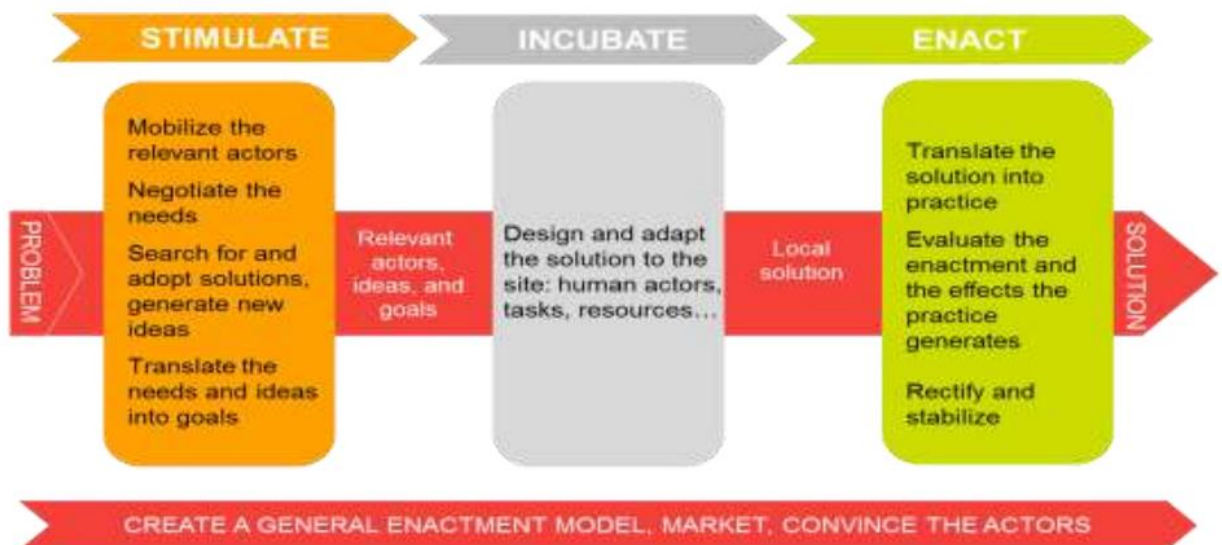 STIMULATE
INCUBATE
ENACT
PROBLEM
Mobilize the
relevant actors
Negotiate the
needs
Search for and
adopt solutions,
generate new
ideas
Translate the
needs and ideas
into goals
Relevant
actors,
ideas, and
goals
Design and adapt
the solution to the
site: human actors,
tasks, resources...
Local
solution
Translate the
solution into
practice
Evaluate the
enactment and
the effects the
practice
generates
Rectify and
stabilize
SOLUTION
CREATE A GENERAL ENACTMENT MODEL, MARKET, CONVINCE THE ACTORS